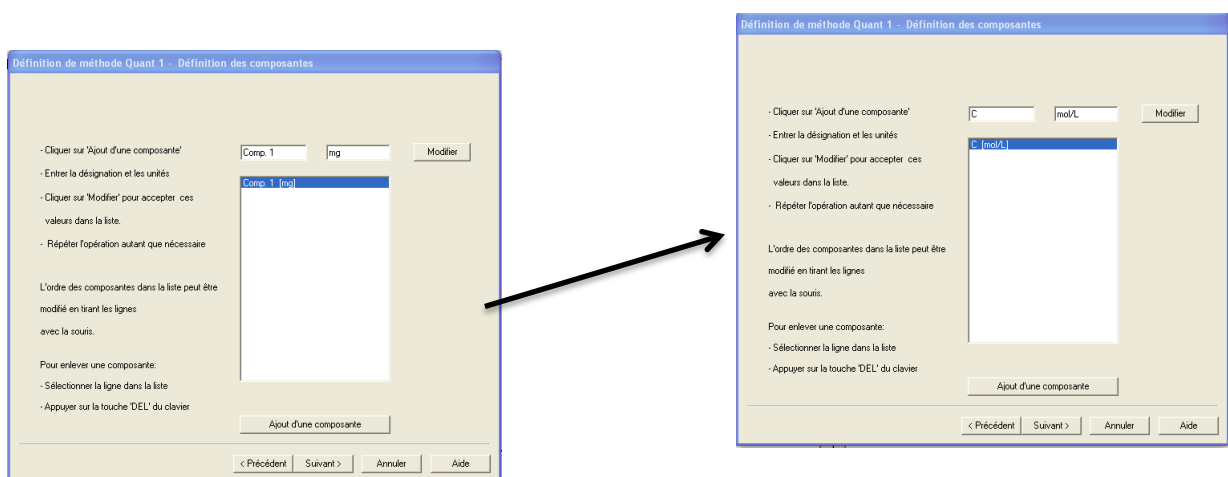 Définition de méthode Quant 1 - Définition des composantes
- Cliquer sur 'Ajout d'une composante'
Comp. 1
mg
Modifier
- Entrer la désignation et les unités
Comp. 1 [mg]
- Cliquer sur 'Modifier' pour accepter ces
valeurs dans la liste.
- Répéter l'opération autant que nécessaire
L'ordre des composantes dans la liste peut être
modifié en tirant les lignes
avec la souris.
Pour enlever une composante:
- Sélectionner la ligne dans la liste
- Appuyer sur la touche 'DEL' du clavier
Ajout d'une composante
< Précédent
Suivant >
Annuler
Aide
Définition de méthode Quant 1 - Définition des composantes
- Cliquer sur 'Ajout d'une composante'
C
mol/L
Modifier
- Entrer la désignation et les unités
C [mol/L]
- Cliquer sur 'Modifier' pour accepter ces
valeurs dans la liste.
- Répéter l'opération autant que nécessaire
L'ordre des composantes dans la liste peut être
modifié en tirant les lignes
avec la souris.
Pour enlever une composante:
- Sélectionner la ligne dans la liste
- Appuyer sur la touche 'DEL' du clavier
Ajout d'une composante
< Précédent
Suivant >
Annuler
Aide